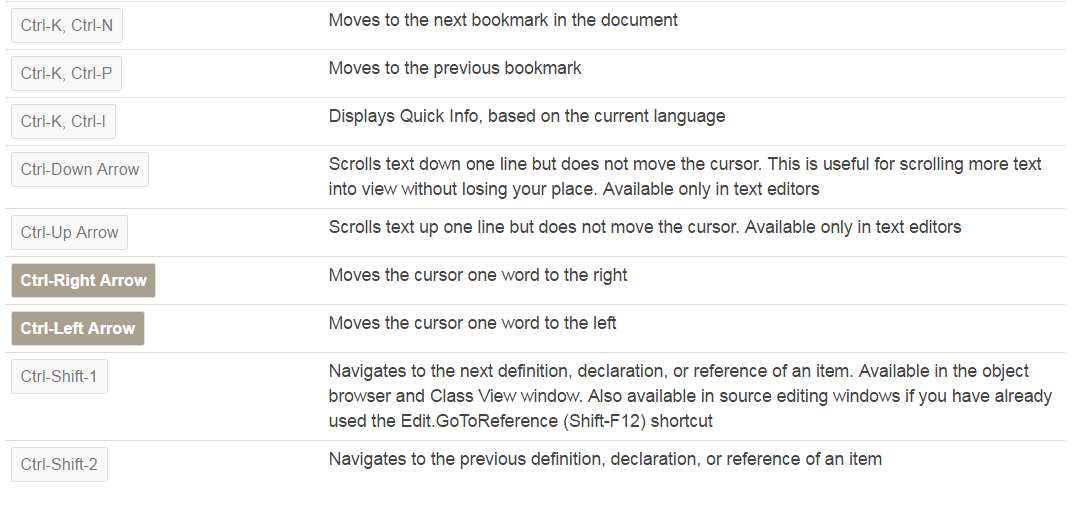 Ctrl-K, Ctrl-N Moves to the next bookmark in the document
Ctrl-K, Ctrl-P Moves to the previous bookmark
Ctrl-K, Ctrl-I Displays Quick Info, based on the current language
Ctrl-Down Arrow Scrolls text down one line but does not move the cursor. This is useful for scrolling more text
into view without losing your place. Available only in text editors
Ctrl-Up Arrow Scrolls text up one line but does not move the cursor. Available only in text editors
Ctrl-Right Arrow Moves the cursor one word to the right
Ctrl-Left Arrow Moves the cursor one word to the left
Ctrl-Shift-1 Navigates to the next definition, declaration, or reference of an item. Available in the object
browser and Class View window. Also available in source editing windows if you have already
used the Edit.GoToReference (Shift-F12) shortcut
Ctrl-Shift-2 Navigates to the previous definition, declaration, or reference of an item